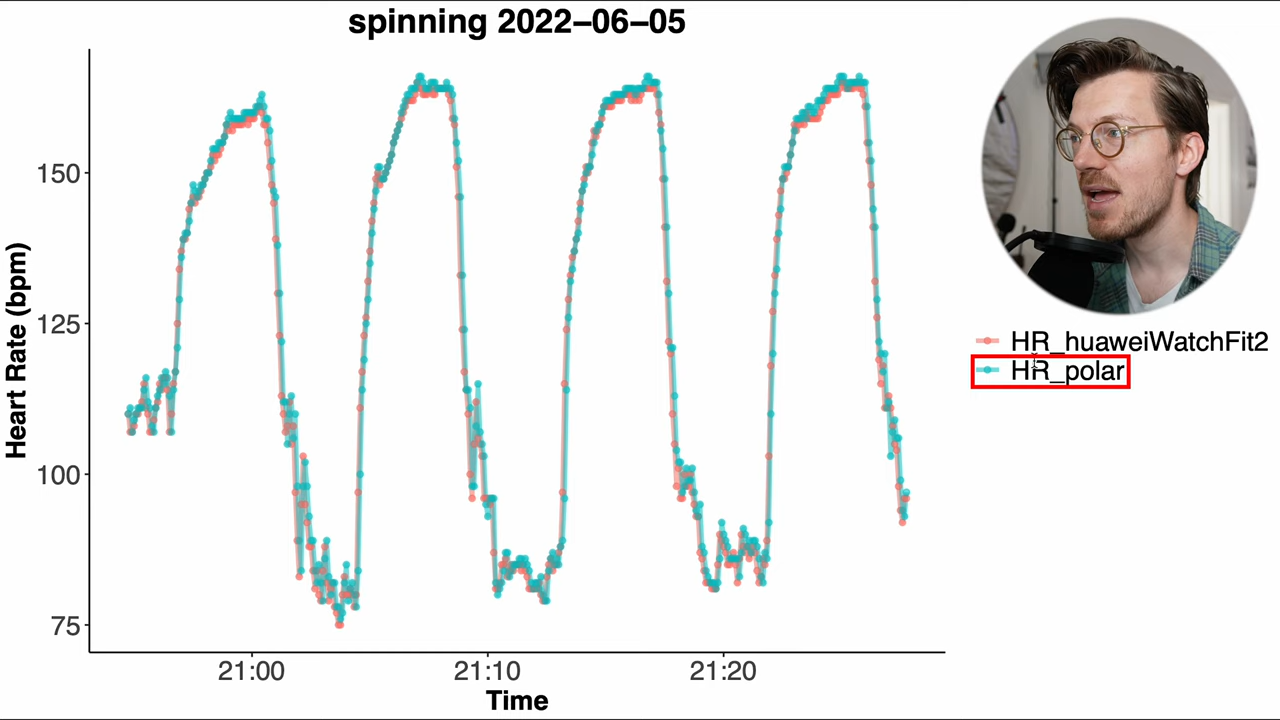 spinning 2022–06–05
Heart Rate (bpm)
150
125
100
75
21:00
21:10
21:20
Time
HR_huaweiWatchFit2
HR_polar